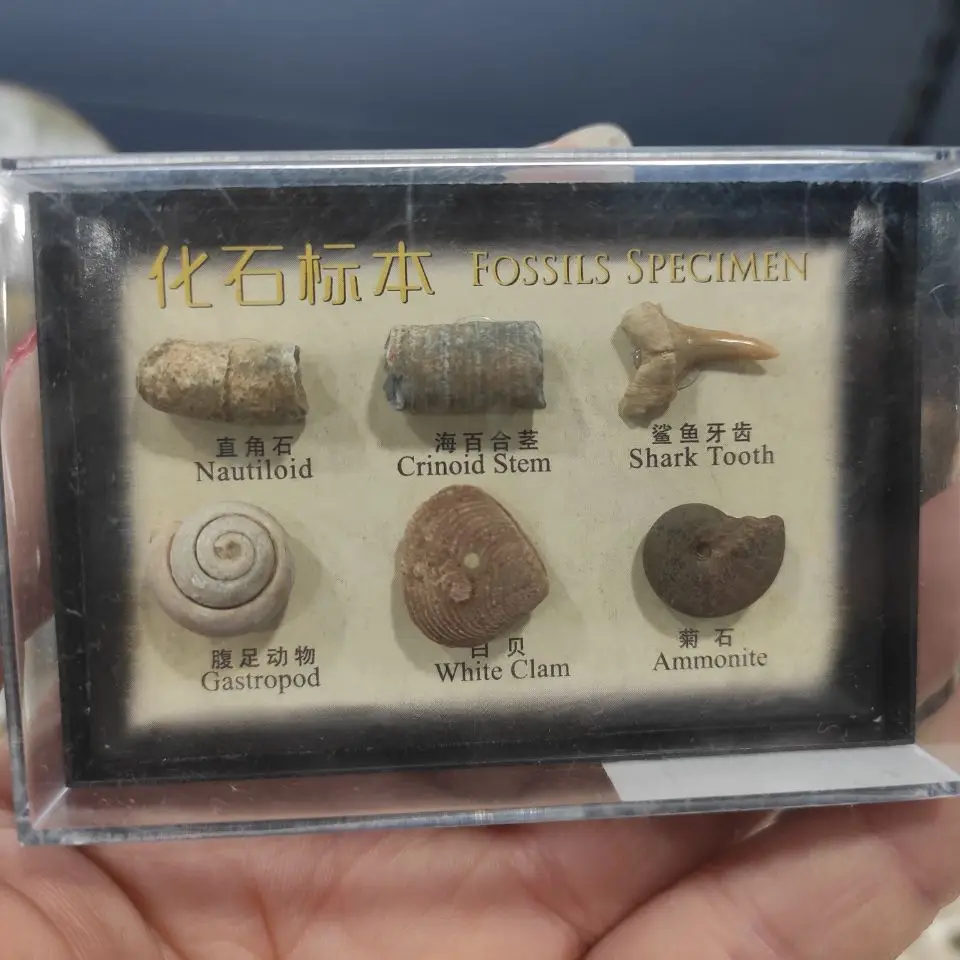 化石标本 FOSSILS SPECIMEN
直角石
Nautiloid
海百合茎
Crinoid Stem
鲨鱼牙齿
Shark Tooth
腹足动物
Gastropod
白贝
White Clam
菊石
Ammonite